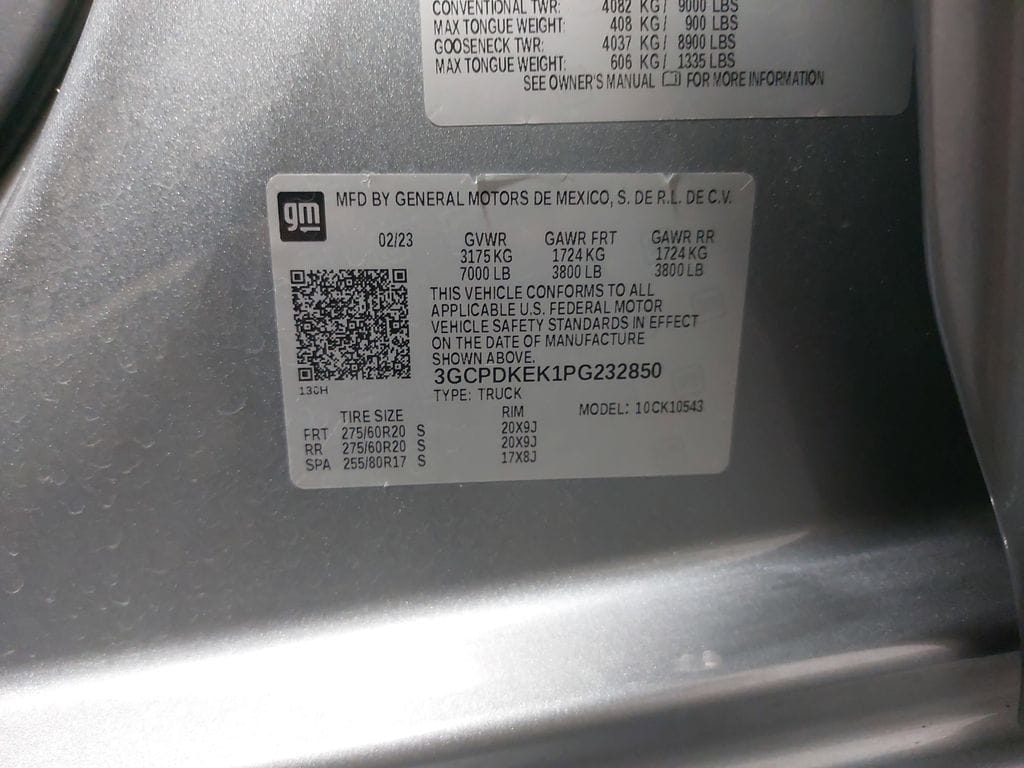 CONVENTIONAL TWR: 4082 KG/ 9000 LBS
MAX TONGUE WEIGHT: 408 KG/ 900 LBS
GOOSENECK TWR: 4037 KG/ 8900 LBS
MAX TONGUE WEIGHT: 606 KG/ 1335 LBS
SEE OWNER'S MANUAL FOR MORE INFORMATION
gm
MFD BY GENERAL MOTORS DE MEXICO, S. DE R.L. DE C.V.
02/23 GVWR GAWR FRT GAWR RR
3175 KG 1724 KG 1724 KG
7000 LB 3800 LB 3800 LB
THIS VEHICLE CONFORMS TO ALL
APPLICABLE U.S. FEDERAL MOTOR
VEHICLE SAFETY STANDARDS IN EFFECT
ON THE DATE OF MANUFACTURE
SHOWN ABOVE.
3GCPDKEK1PG232850
TYPE: TRUCK
MODEL: 10CK10543
TIRE SIZE RIM
FRT 275/60R20 S 20X9J
RR 275/60R20 S 20X9J
SPA 255/80R17 S 17X8J